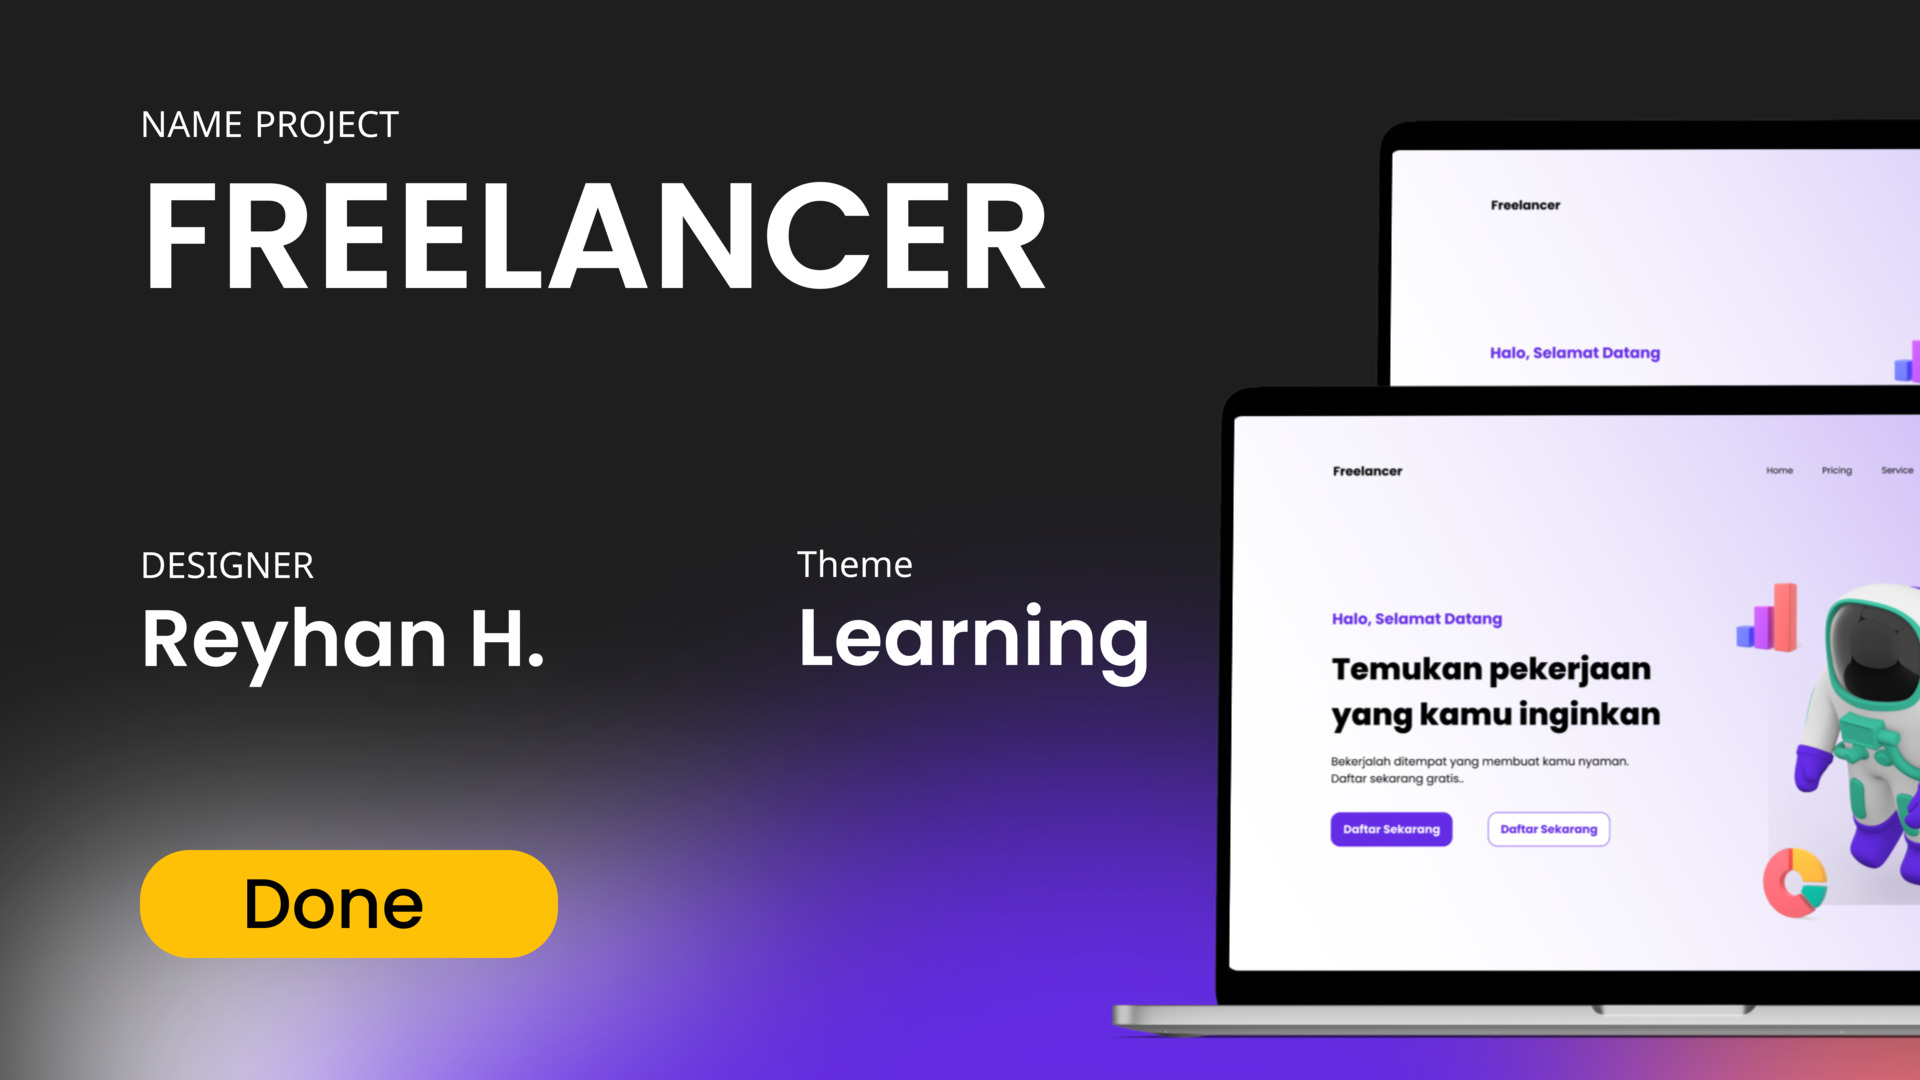 NAME PROJECT
FREELANCER
DESIGNER
Reyhan H.
Theme
Learning
Done
Freelancer
Halo, Selamat Datang
Freelancer
Home Pricing Service
Halo, Selamat Datang
Temukan pekerjaan
yang kamu inginkan
Bekerjalah ditempat yang membuat kamu nyaman.
Daftar sekarang gratis..
Daftar Sekarang
Daftar Sekarang